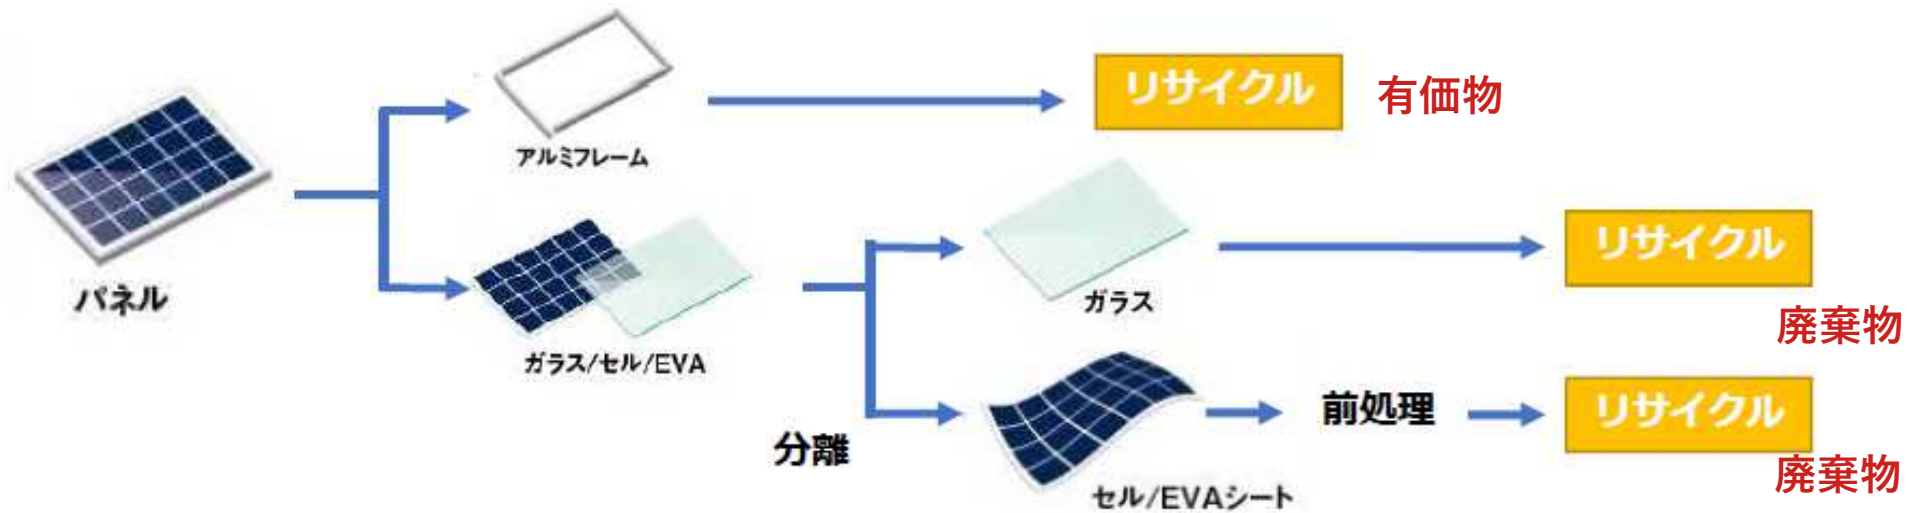 リサイクル
有価物
アルミフレーム
パネル
リサイクル
ガラス
廃棄物
ガラス/セル/EVA
前処理
リサイクル
分離
廃棄物
セル/EVAシート